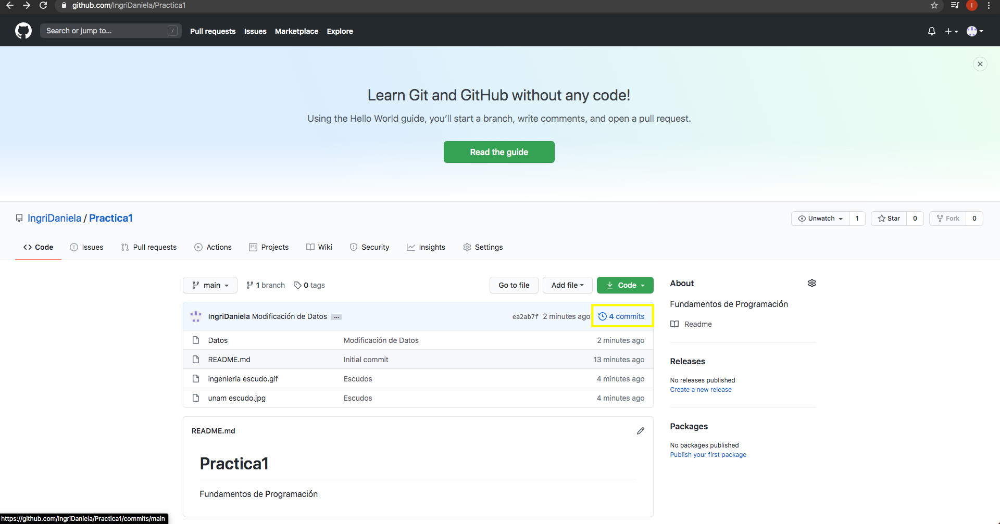 github.com/IngriDaniela/Practica1
I
Search or jump to... /
Pull requests Issues Marketplace Explore
Learn Git and GitHub without any code!
Using the Hello World guide, you’ll start a branch, write comments, and open a pull request.
Read the guide
IngriDaniela / Practica1
Unwatch 1 Star 0 Fork 0
Code Issues Pull requests Actions Projects Wiki Security Insights Settings
main 1 branch 0 tags Go to file Add file Code
IngriDaniela Modificación de Datos ... ea2ab7f 2 minutes ago 4 commits
Datos Modificación de Datos 2 minutes ago
README.md Initial commit 13 minutes ago
ingenieria escudo.gif Escudos 4 minutes ago
unam escudo.jpg Escudos 4 minutes ago
README.md
Practica1
Fundamentos de Programación
About
Fundamentos de Programación
Readme
Releases
No releases published
Create a new release
Packages
No packages published
Publish your first package
https://github.com/IngriDaniela/Practica1/commits/main